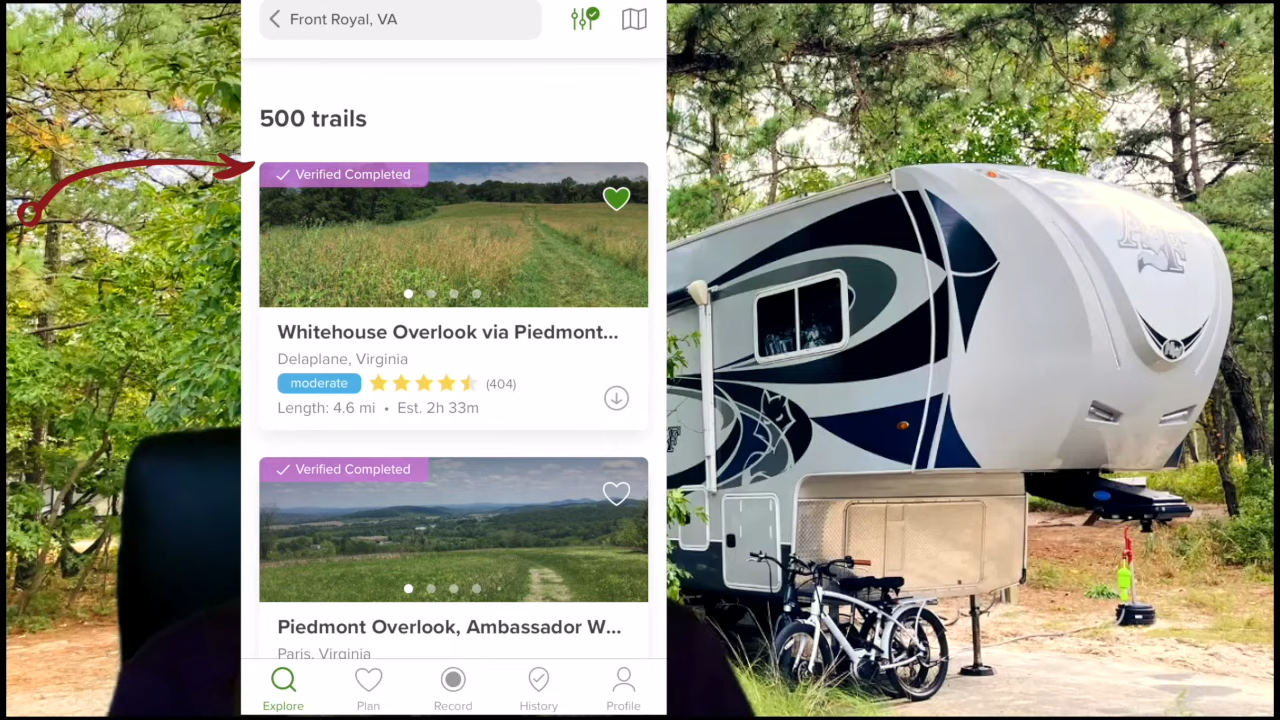 Front Royal, VA
500 trails
Verified Completed
Whitehouse Overlook via Piedmont...
Delaplane, Virginia
moderate (404)
Length: 4.6 mi • Est. 2h 33m
Verified Completed
Piedmont Overlook, Ambassador W...
Paris, Virginia
Explore Plan Record History Profile